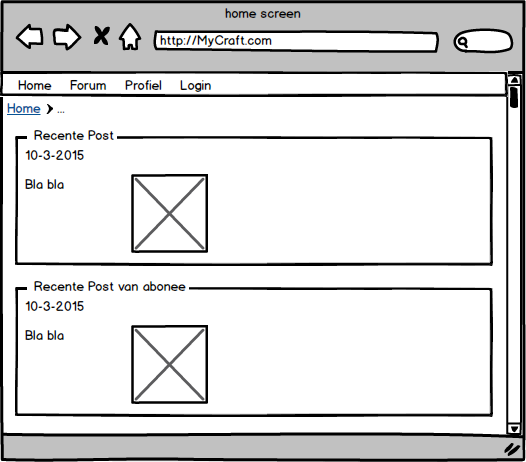 home screen
http://MyCraft.com
Home Forum Profiel Login
Home > ...
Recente Post
10-3-2015
Bla bla
Recente Post van abonee
10-3-2015
Bla bla